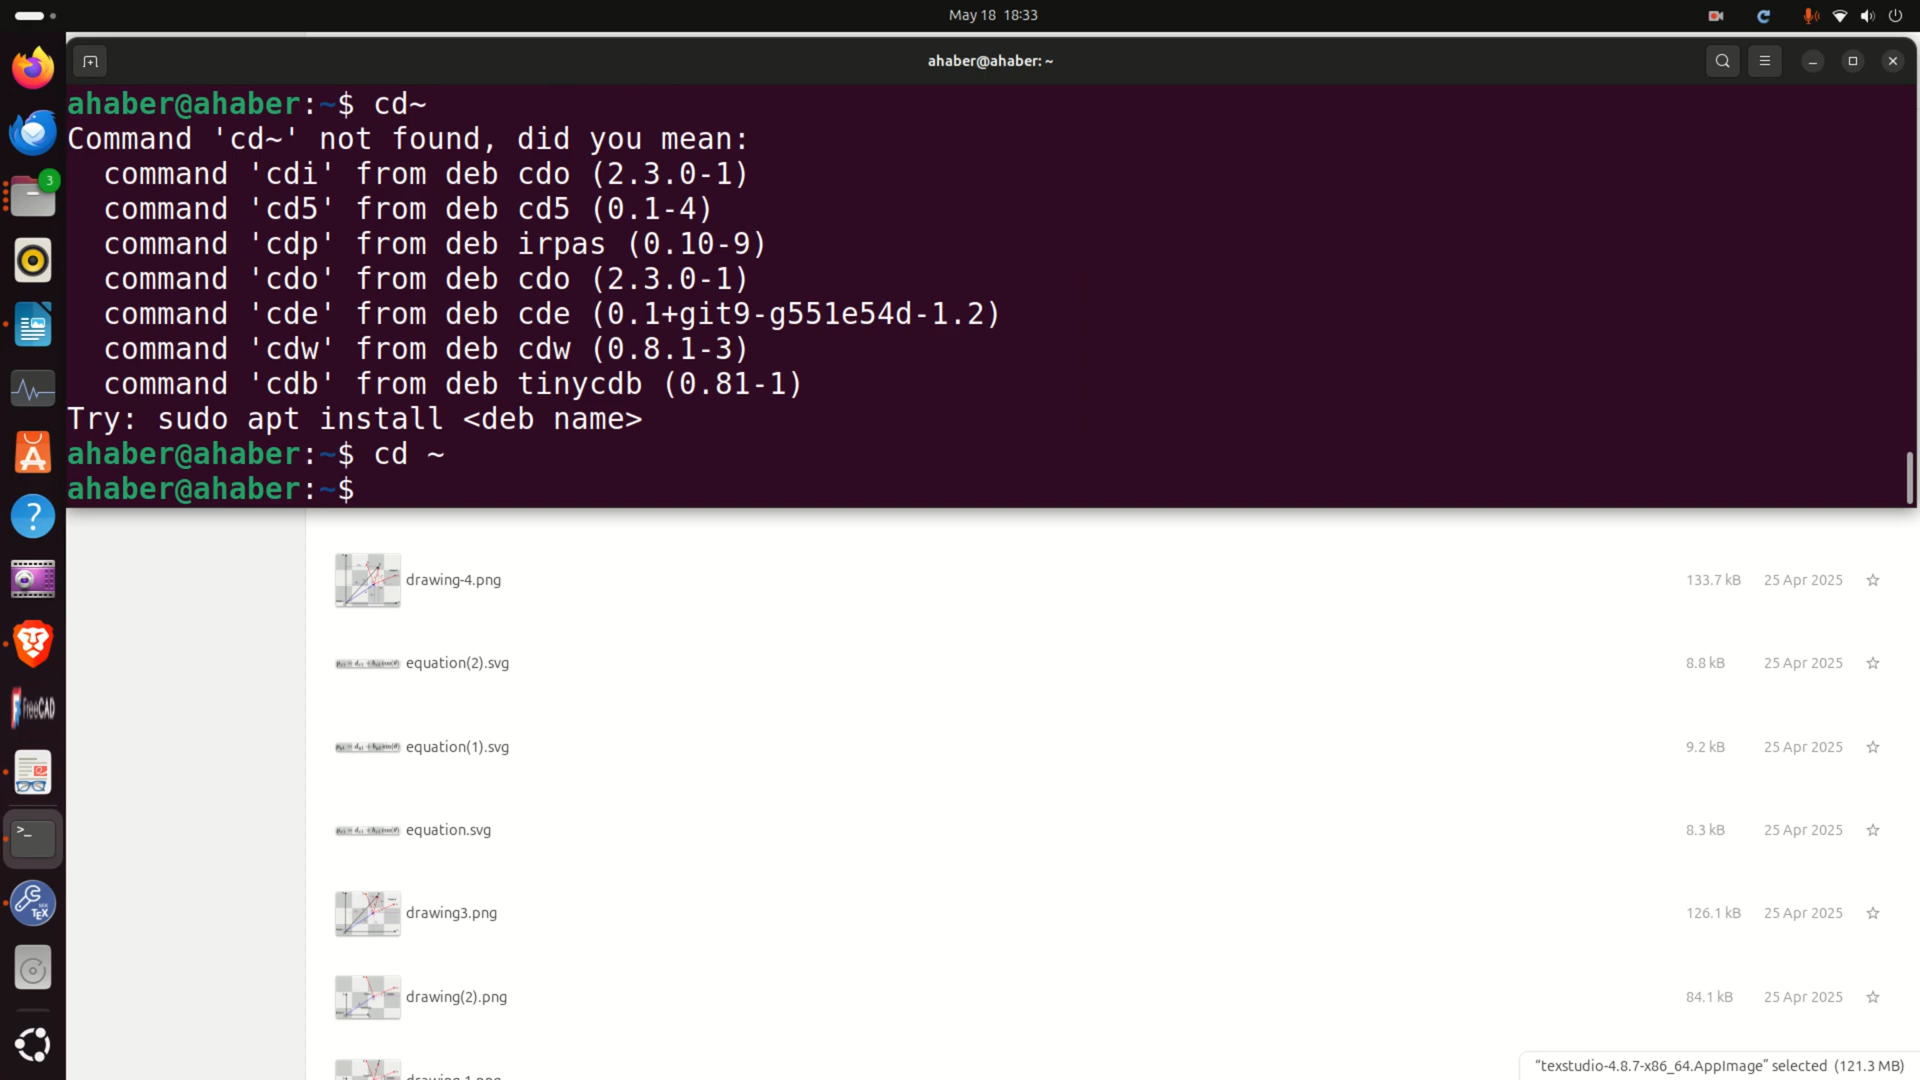 May 18 18:33
ahaber@ahaber: ~
ahaber@ahaber:~$ cd~
Command 'cd~' not found, did you mean:
command 'cdi' from deb cdo (2.3.0-1)
command 'cd5' from deb cd5 (0.1-4)
command 'cdp' from deb irpas (0.10-9)
command 'cdo' from deb cdo (2.3.0-1)
command 'cde' from deb cde (0.1+git9-g551e54d-1.2)
command 'cdw' from deb cdw (0.8.1-3)
command 'cdb' from deb tinycdb (0.81-1)
Try: sudo apt install <deb name>
ahaber@ahaber:~$ cd ~
ahaber@ahaber:~$
3
FreeCAD
>_
TEX
drawing-4.png 133.7 kB 25 Apr 2025
equation(2).svg 8.8 kB 25 Apr 2025
equation(1).svg 9.2 kB 25 Apr 2025
equation.svg 8.3 kB 25 Apr 2025
drawing3.png 126.1 kB 25 Apr 2025
drawing(2).png 84.1 kB 25 Apr 2025
"texstudio-4.8.7-x86_64.AppImage" selected (121.3 MB)